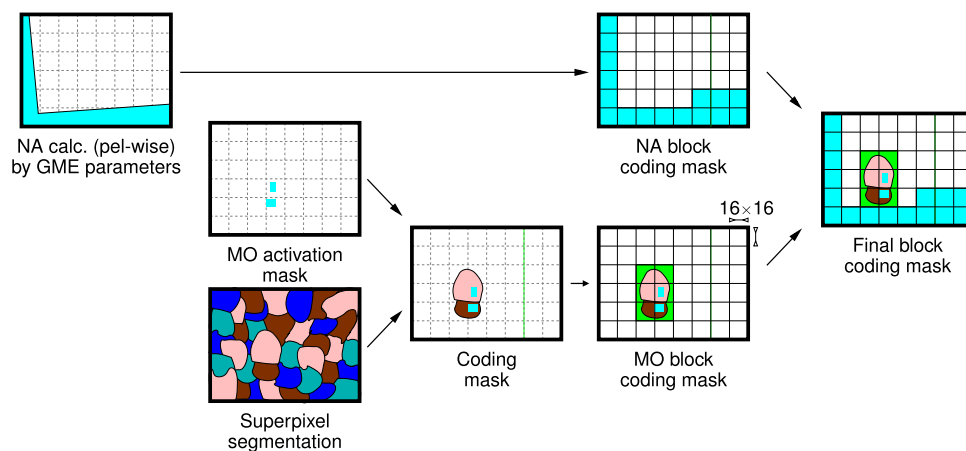 NA calc. (pel-wise)
by GME parameters
NA block
coding mask
MO activation
mask
16×16
Final block
coding mask
Coding
mask
MO block
coding mask
Superpixel
segmentation